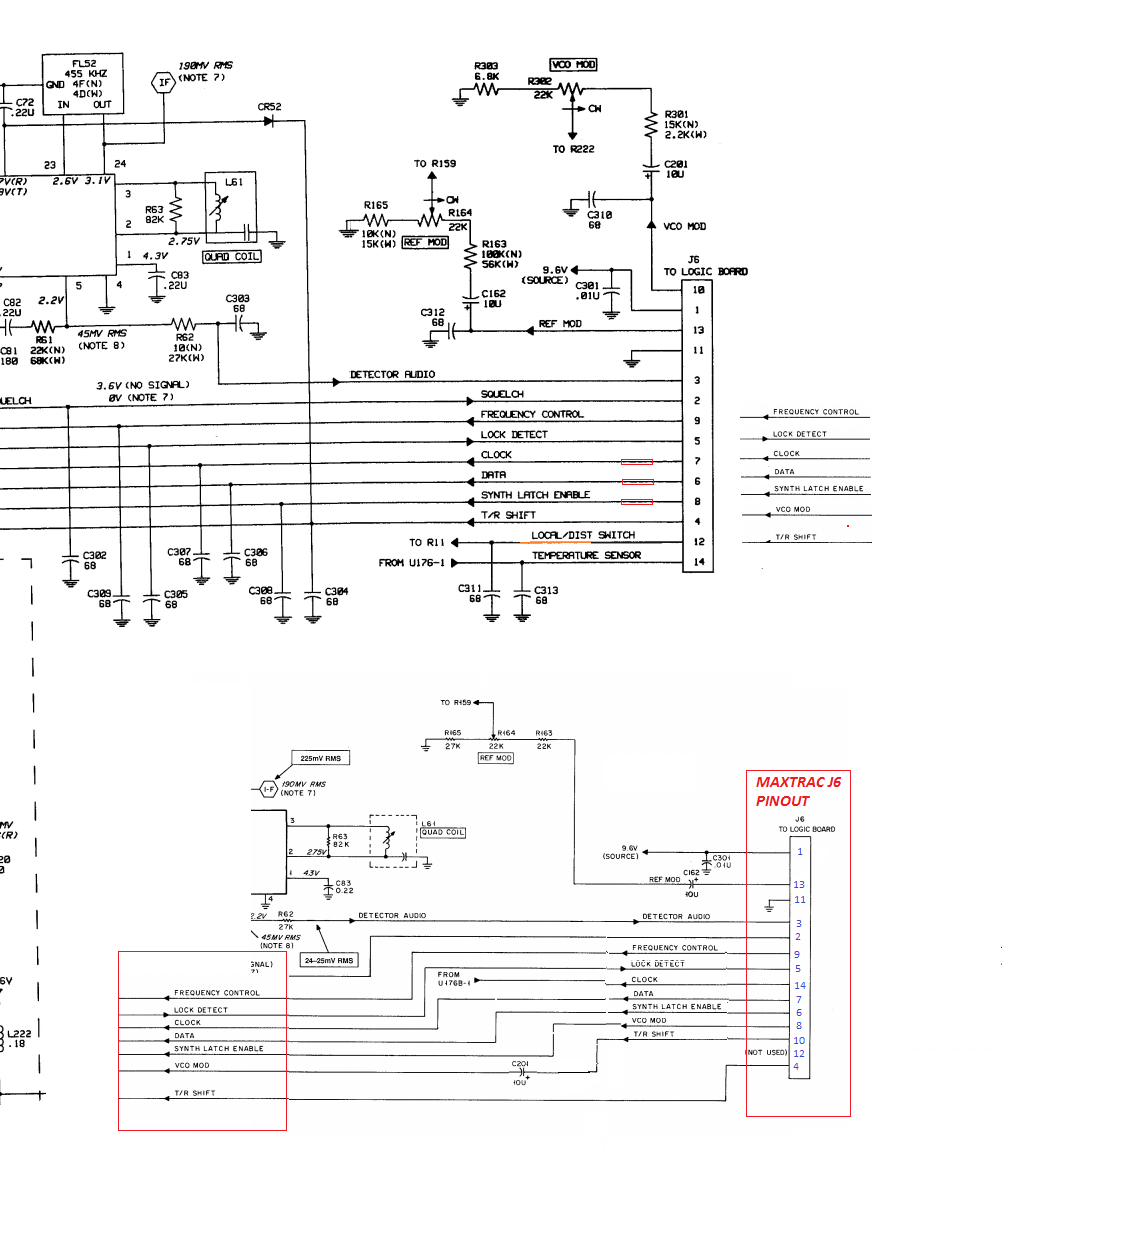 FL52
455 KHZ
4F(N)
4D(W)
GND
IN OUT
190MV RMS
(NOTE 7)
IF
C72
.22U
CR52
23
24
7V(R)
2.6V 3.1V
3
L61
R63
82K
2
2.75V
QUAD COIL
1
4.3V
C83
.22U
5
4
2.2V
C82
.22U
C303
68
R61
22K(N)
68K(W)
C81
180
45MV RMS
(NOTE 8)
R62
10(N)
27K(W)
3.6V (NO SIGNAL)
0V (NOTE 7)
R303
6.8K
VCO MOD
R302
22K
CW
TO R222
R301
15K(N)
2.2K(W)
C201
10U
+
TO R159
CW
R165
10K(N)
15K(W)
R164
22K
REF MOD
R163
100K(N)
56K(W)
C162
10U
+
C310
68
VCO MOD
J6
TO LOGIC BOARD
9.6V
(SOURCE)
C301
.01U
C312
68
REF MOD
10
1
13
11
DETECTOR AUDIO
3
SQUELCH
2
UELCH
FREQUENCY CONTROL
9
LOCK DETECT
5
CLOCK
7
DATA
6
SYNTH LATCH ENABLE
8
T/R SHIFT
4
TO R11
LOCAL/DIST SWITCH
12
FROM U176-1
TEMPERATURE SENSOR
14
FREQUENCY CONTROL
LOCK DETECT
CLOCK
DATA
SYNTH LATCH ENABLE
VCO MOD
T/R SHIFT
C302
68
C309
68
C305
68
C307
68
C306
68
C308
68
C304
68
C311
68
C313
68
TO R159
R165
27K
R164
22K
R163
22K
REF MOD
225mV RMS
I-F
190MV RMS
(NOTE 7)
3
L61
QUAD COIL
R63
82K
2
275V
1
43V
C83
0.22
4
2.2V
R62
27K
45MV RMS
(NOTE 8)
24-25mV RMS
DETECTOR AUDIO
MAXTRAC J6
PINOUT
J6
TO LOGIC BOARD
9.6V
(SOURCE)
C301
.01U
1
REF MOD
C162
+
10U
13
11
DETECTOR AUDIO
3
2
FREQUENCY CONTROL
9
LOCK DETECT
5
FROM
U176B-1
CLOCK
14
DATA
7
SYNTH LATCH ENABLE
6
VCO MOD
8
T/R SHIFT
10
(NOT USED)
12
4
GNAL)
7)
FREQUENCY CONTROL
LOCK DETECT
CLOCK
DATA
SYNTH LATCH ENABLE
VCO MOD
T/R SHIFT
C201
+
10U
MV
(R)
20
0
6V
L222
.18